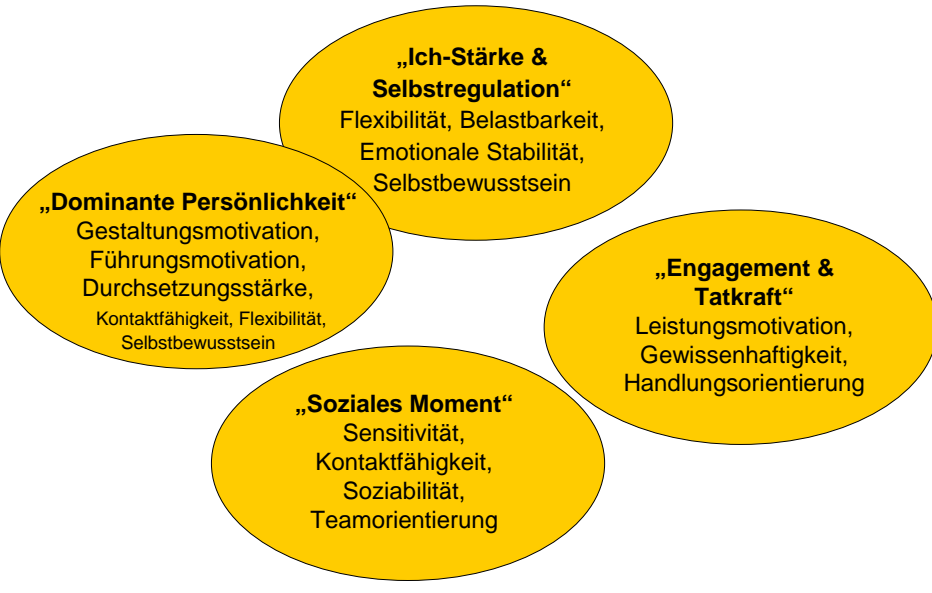 „Ich-Stärke &
Selbstregulation“
Flexibilität, Belastbarkeit,
Emotionale Stabilität,
Selbstbewusstsein
„Dominante Persönlichkeit“
Gestaltungsmotivation,
Führungsmotivation,
Durchsetzungsstärke,
Kontaktfähigkeit, Flexibilität,
Selbstbewusstsein
„Engagement &
Tatkraft“
Leistungsmotivation,
Gewissenhaftigkeit,
Handlungsorientierung
„Soziales Moment“
Sensitivität,
Kontaktfähigkeit,
Soziabilität,
Teamorientierung